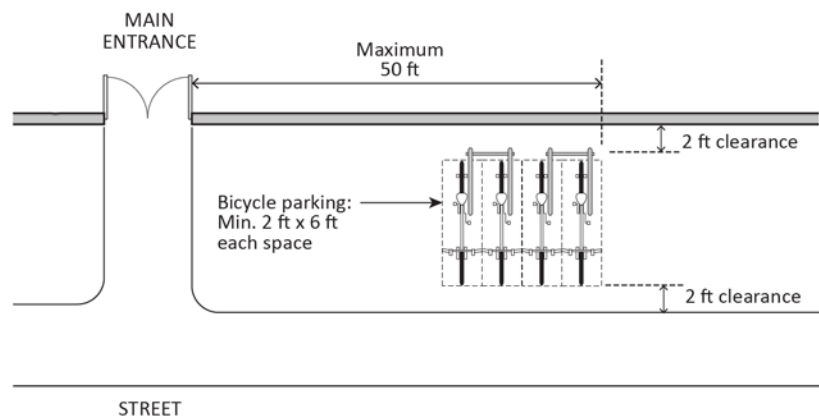 MAIN
ENTRANCE
Maximum
50 ft
2 ft clearance
Bicycle parking:
Min. 2 ft x 6 ft
each space
2 ft clearance
STREET